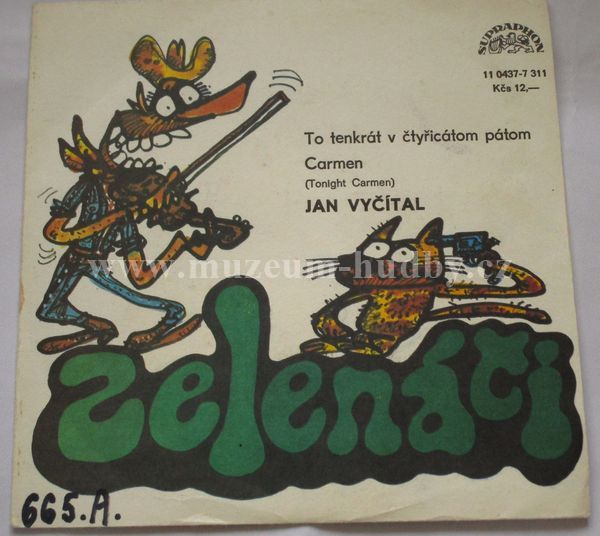 SUPRAPHON
11 0437-7 311
Kčs 12,—
To tenkrát v čtyřicátom pátom
Carmen
(Tonight Carmen)
JAN VYČÍTAL
www.muzeum-hudby.cz
zelenáči
665.A.